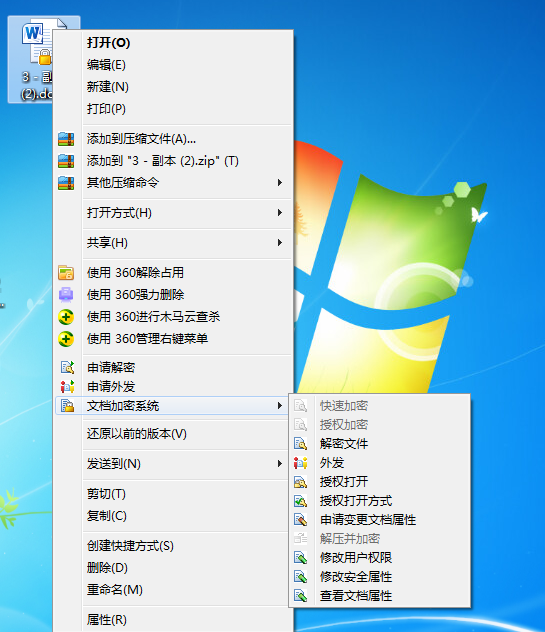 3 - 副
(2).do
打开(O)
编辑(E)
新建(N)
打印(P)
添加到压缩文件(A)...
添加到 "3 - 副本 (2).zip" (T)
其他压缩命令
打开方式(H)
共享(H)
使用 360解除占用
使用 360强力删除
使用 360进行木马云查杀
使用 360管理右键菜单
申请解密
申请外发
文档加密系统
还原以前的版本(V)
发送到(N)
剪切(T)
复制(C)
创建快捷方式(S)
删除(D)
重命名(M)
属性(R)
快速加密
授权加密
解密文件
外发
授权打开
授权打开方式
申请变更文档属性
解压并加密
修改用户权限
修改安全属性
查看文档属性